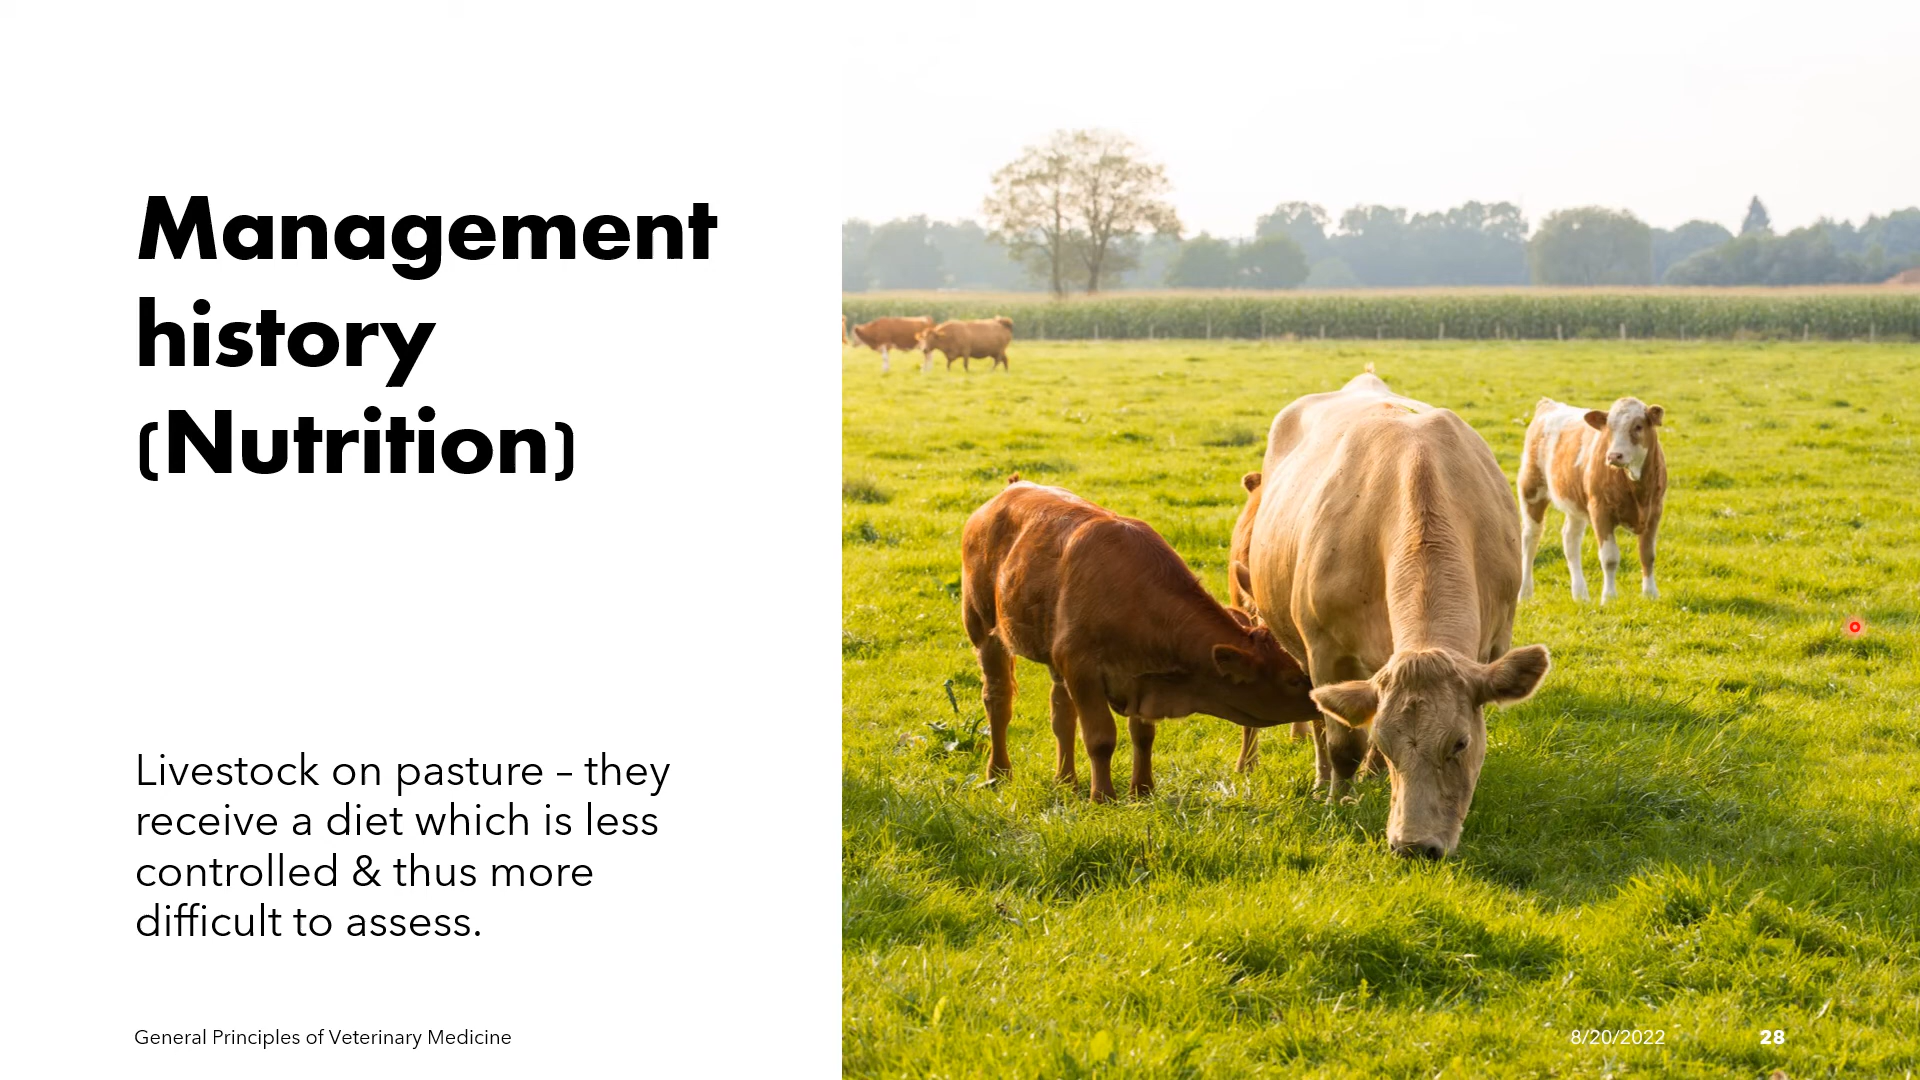 Management
history
(Nutrition)
Livestock on pasture – they
receive a diet which is less
controlled & thus more
difficult to assess.
General Principles of Veterinary Medicine
8/20/2022
28